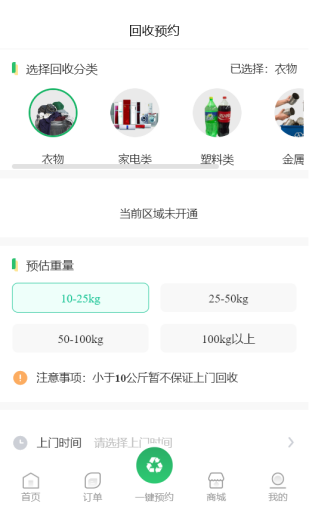 回收预约
选择回收分类 已选择：衣物
衣物 家电类 塑料类 金属
当前区域未开通
预估重量
10-25kg 25-50kg
50-100kg 100kg以上
注意事项：小于10公斤暂不保证上门回收
上门时间 请选择上门时间
首页 订单 一键预约 商城 我的